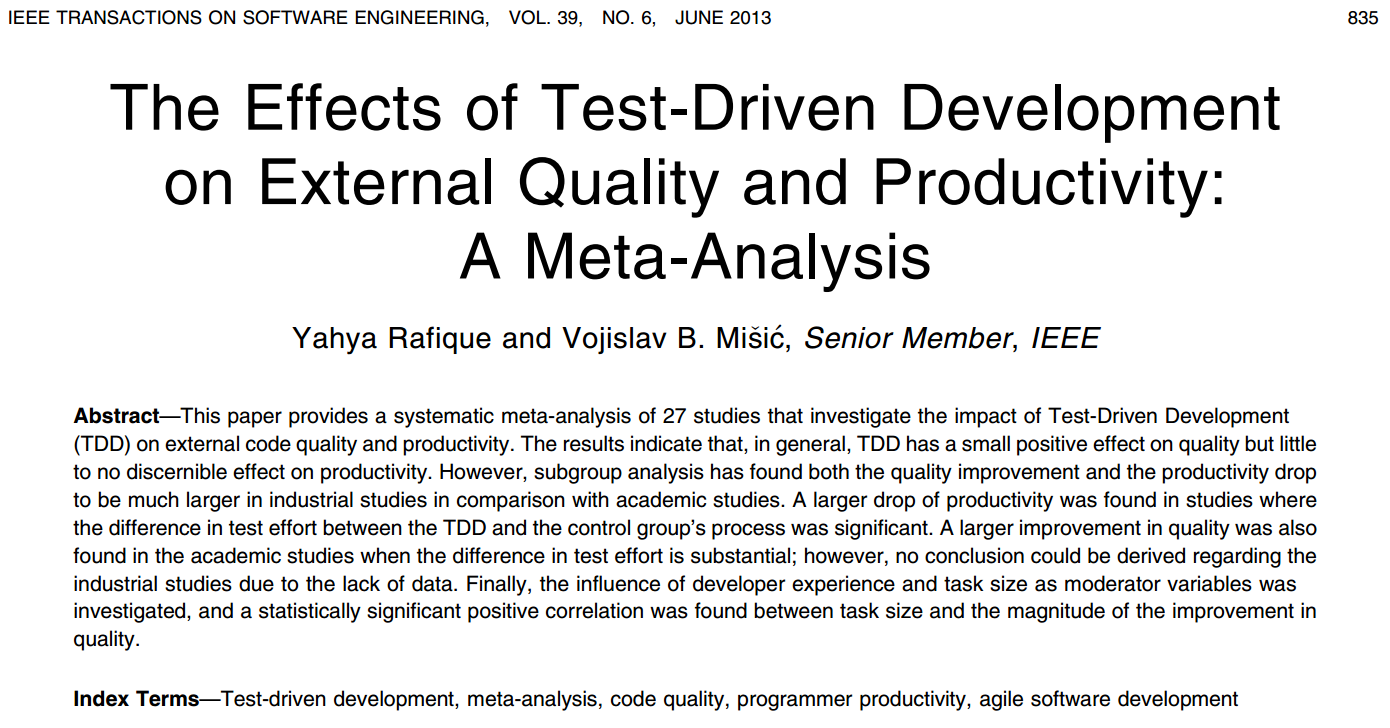 IEEE TRANSACTIONS ON SOFTWARE ENGINEERING, VOL. 39, NO. 6, JUNE 2013 835
The Effects of Test-Driven Development
on External Quality and Productivity:
A Meta-Analysis
Yahya Rafique and Vojislav B. Mišić, Senior Member, IEEE
Abstract—This paper provides a systematic meta-analysis of 27 studies that investigate the impact of Test-Driven Development
(TDD) on external code quality and productivity. The results indicate that, in general, TDD has a small positive effect on quality but little
to no discernible effect on productivity. However, subgroup analysis has found both the quality improvement and the productivity drop
to be much larger in industrial studies in comparison with academic studies. A larger drop of productivity was found in studies where
the difference in test effort between the TDD and the control group's process was significant. A larger improvement in quality was also
found in the academic studies when the difference in test effort is substantial; however, no conclusion could be derived regarding the
industrial studies due to the lack of data. Finally, the influence of developer experience and task size as moderator variables was
investigated, and a statistically significant positive correlation was found between task size and the magnitude of the improvement in
quality.
Index Terms—Test-driven development, meta-analysis, code quality, programmer productivity, agile software development